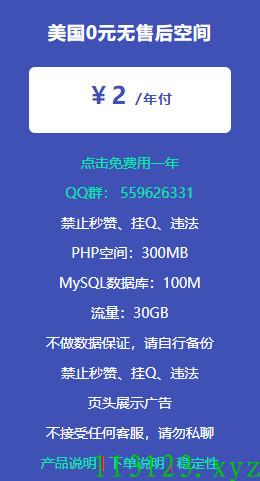 美国0元无售后空间
¥2 /年付
点击免费用一年
QQ群： 559626331
禁止秒赞、挂Q、违法
PHP空间：300MB
MySQL数据库：100M
流量：30GB
不做数据保证，请自行备份
禁止秒赞、挂Q、违法
页头展示广告
不接受任何客服，请勿私聊
产品说明 | 下单说明 | 稳定性
115123.xyz